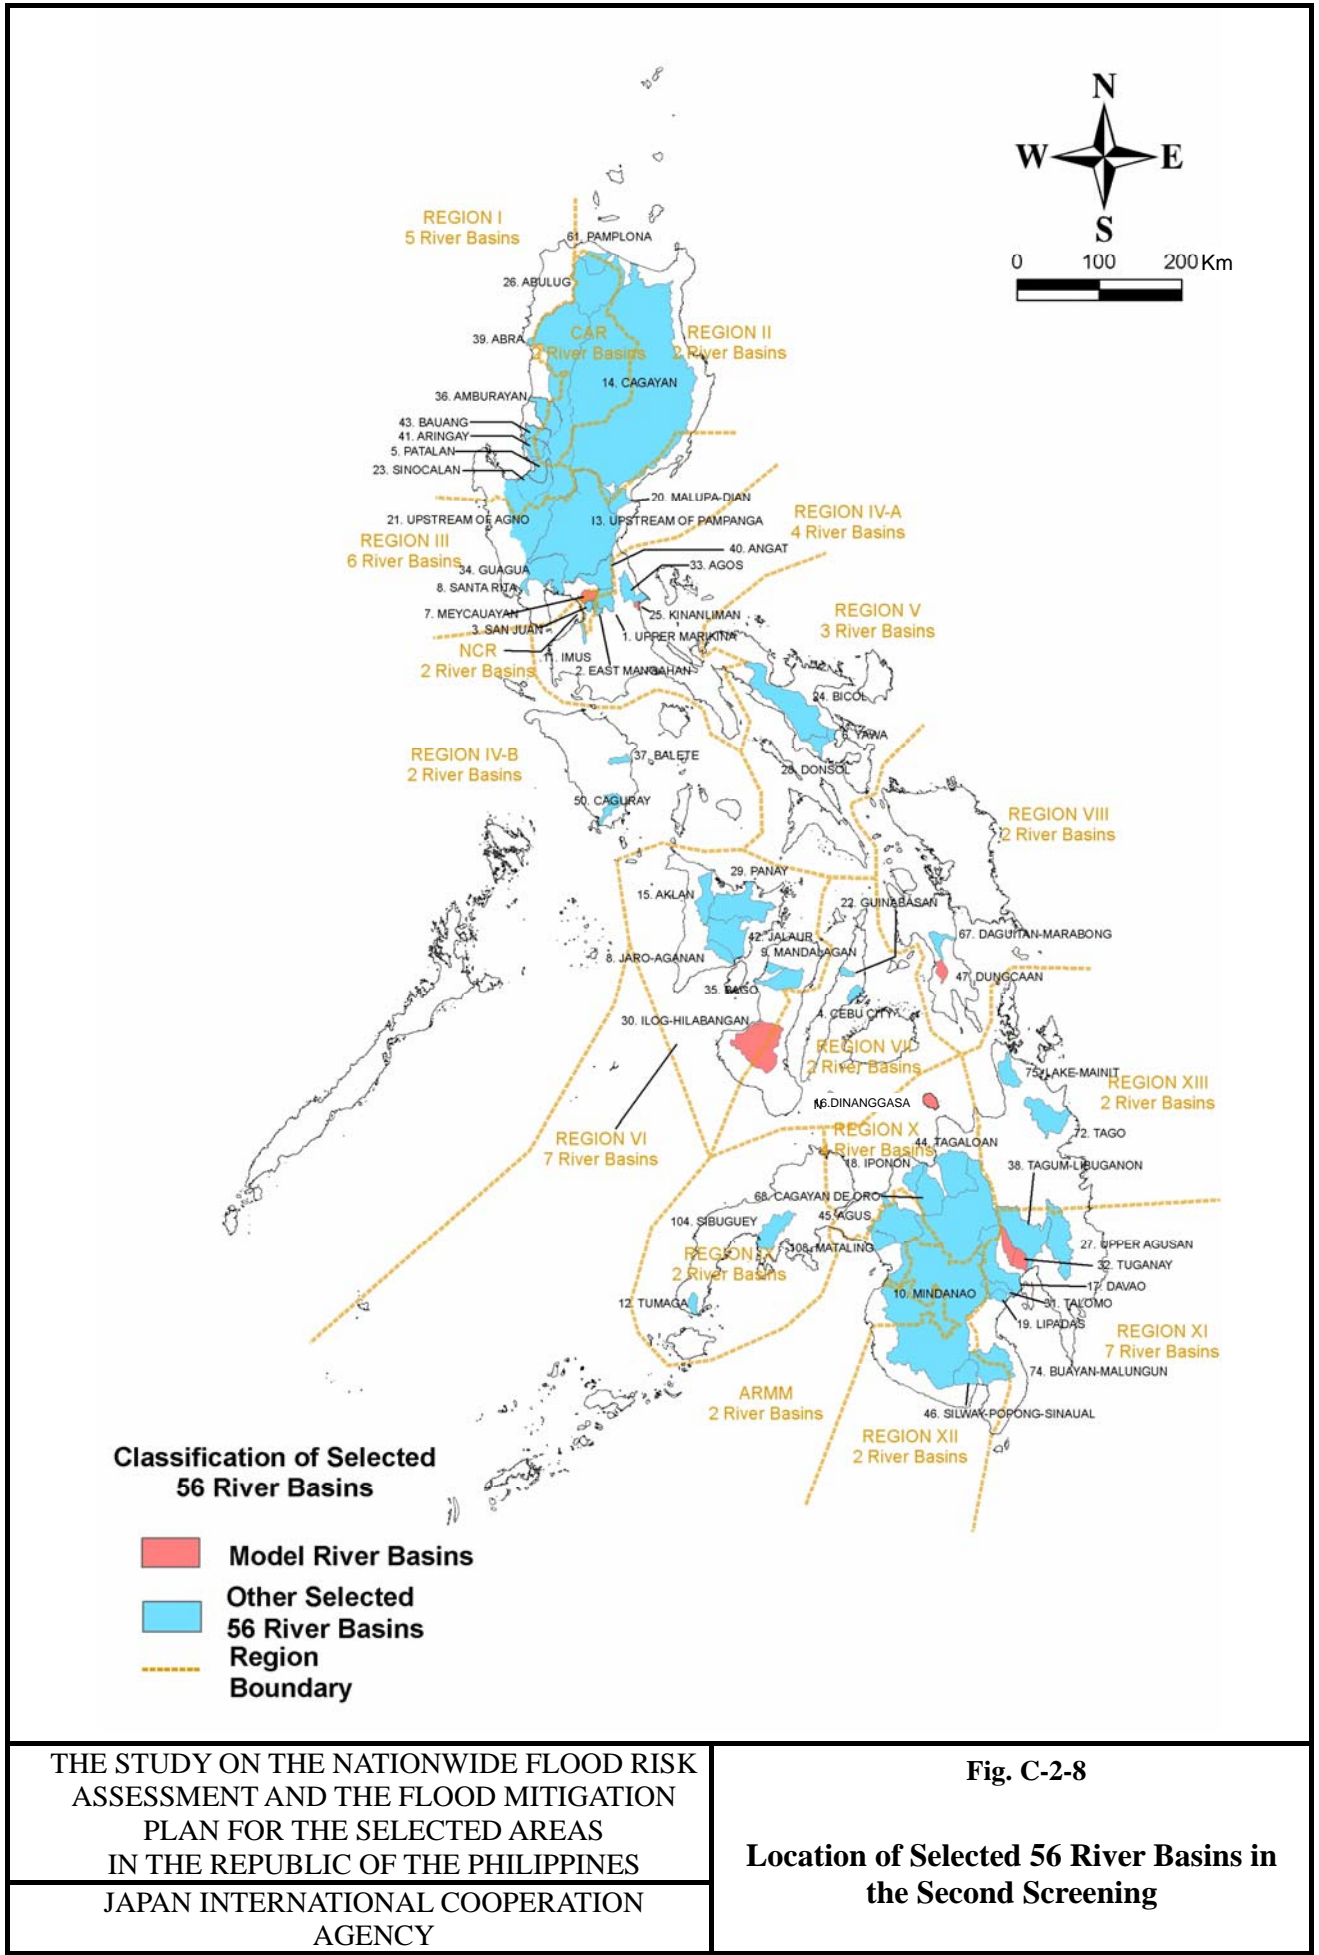 N
W
E
S
0 100 200 Km
REGION I
5 River Basins
61. PAMPLONA
26. ABULUG
39. ABRA
CAR
2 River Basins
REGION II
2 River Basins
14. CAGAYAN
36. AMBURAYAN
43. BAUANG
41. ARINGAY
5. PATALAN
23. SINOCALAN
20. MALUPA-DIAN
21. UPSTREAM OF AGNO
13. UPSTREAM OF PAMPANGA
REGION IV-A
4 River Basins
REGION III
6 River Basins
40. ANGAT
33. AGOS
34. GUAGUA
8. SANTA RITA
7. MEYCAUAYAN
25. KINANLIMAN
3. SAN JUAN
1. UPPER MARIKINA
REGION V
3 River Basins
NCR
2 River Basins
11. IMUS
2. EAST MANGAHAN
24. BICOL
6. YAWA
28. DONSOL
REGION IV-B
2 River Basins
37. BALETE
50. CAGURAY
REGION VIII
2 River Basins
29. PANAY
15. AKLAN
22. GUINABASAN
42. JALAUR
67. DAGUITAN-MARABONG
8. JARO-AGANAN
9. MANDALAGAN
47. DUNGCAAN
35. BAGO
4. CEBU CITY
30. ILOG-HILABANGAN
REGION VII
2 River Basins
75. LAKE-MAINIT
REGION XIII
2 River Basins
16.DINANGGASA
72. TAGO
REGION VI
7 River Basins
REGION X
River Basins
44. TAGALOAN
18. IPONON
38. TAGUM-LIBUGANON
68. CAGAYAN DE ORO
45. AGUS
104. SIBUGUEY
108. MATALING
REGION IX
2 River Basins
27. UPPER AGUSAN
32. TUGANAY
17. DAVAO
10. MINDANAO
31. TALOMO
12. TUMAGA
19. LIPADAS
REGION XI
7 River Basins
74. BUAYAN-MALUNGUN
ARMM
2 River Basins
46. SILWAY-POPONG-SINAUAL
REGION XII
2 River Basins
Classification of Selected
56 River Basins
Model River Basins
Other Selected
56 River Basins
Region
Boundary
THE STUDY ON THE NATIONWIDE FLOOD RISK
ASSESSMENT AND THE FLOOD MITIGATION
PLAN FOR THE SELECTED AREAS
IN THE REPUBLIC OF THE PHILIPPINES
JAPAN INTERNATIONAL COOPERATION
AGENCY
Fig. C-2-8
Location of Selected 56 River Basins in
the Second Screening